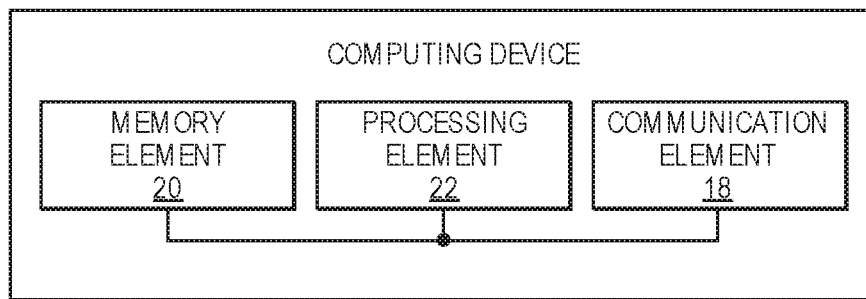 COMPUTING DEVICE
MEMORY
ELEMENT
20
PROCESSING
ELEMENT
22
COMMUNICATION
ELEMENT
18